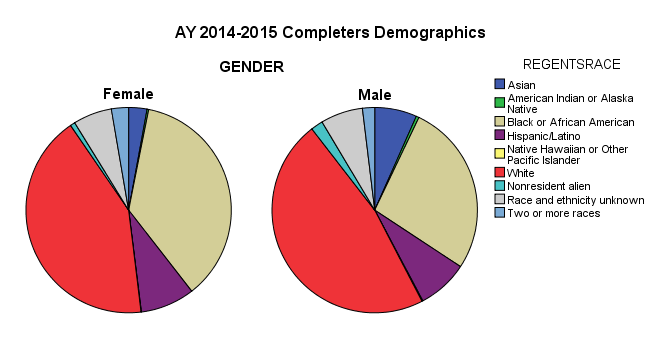 AY 2014-2015 Completers Demographics
GENDER
Female
Male
REGENTSRACE
Asian
American Indian or Alaska
Native
Black or African American
Hispanic/Latino
Native Hawaiian or Other
Pacific Islander
White
Nonresident alien
Race and ethnicity unknown
Two or more races